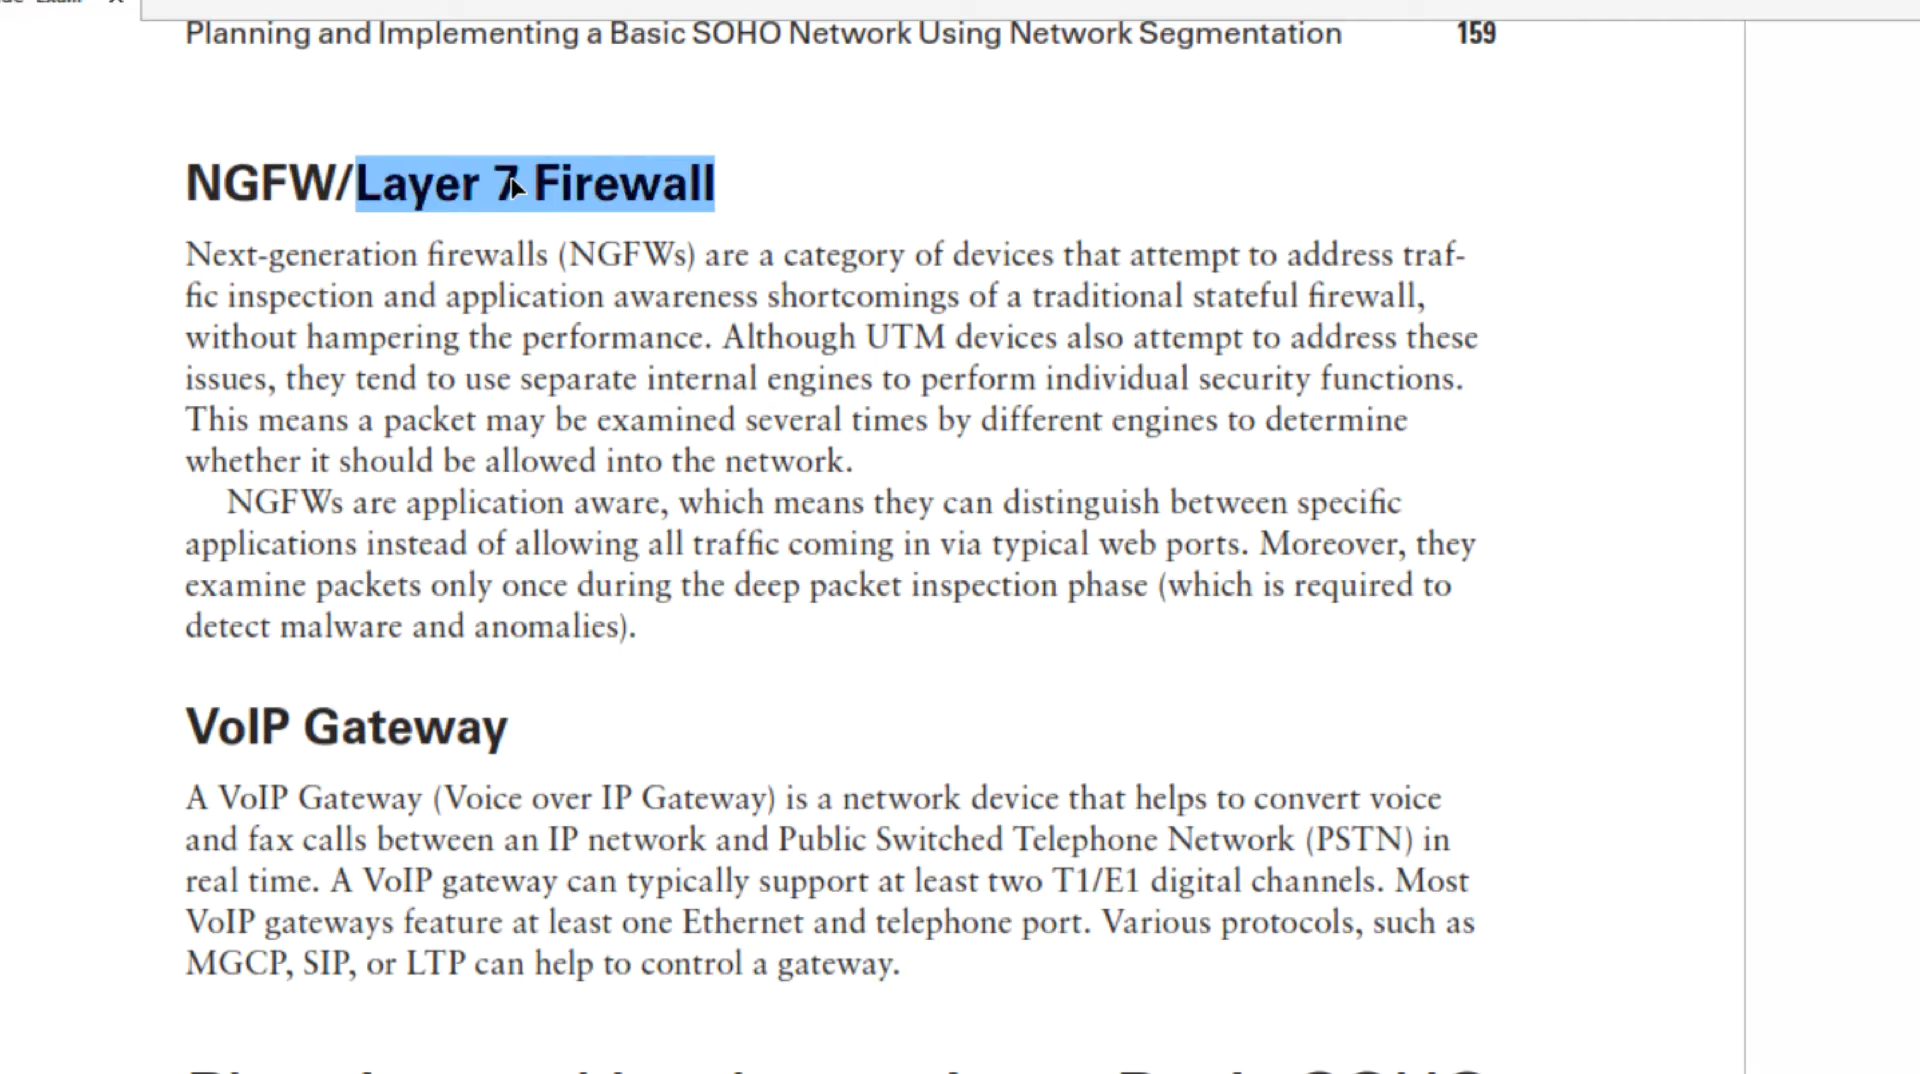 Planning and Implementing a Basic SOHO Network Using Network Segmentation 159
NGFW/Layer 7 Firewall
Next-generation firewalls (NGFWs) are a category of devices that attempt to address traf-
fic inspection and application awareness shortcomings of a traditional stateful firewall,
without hampering the performance. Although UTM devices also attempt to address these
issues, they tend to use separate internal engines to perform individual security functions.
This means a packet may be examined several times by different engines to determine
whether it should be allowed into the network.
NGFWs are application aware, which means they can distinguish between specific
applications instead of allowing all traffic coming in via typical web ports. Moreover, they
examine packets only once during the deep packet inspection phase (which is required to
detect malware and anomalies).
VoIP Gateway
A VoIP Gateway (Voice over IP Gateway) is a network device that helps to convert voice
and fax calls between an IP network and Public Switched Telephone Network (PSTN) in
real time. A VoIP gateway can typically support at least two T1/E1 digital channels. Most
VoIP gateways feature at least one Ethernet and telephone port. Various protocols, such as
MGCP, SIP, or LTP can help to control a gateway.